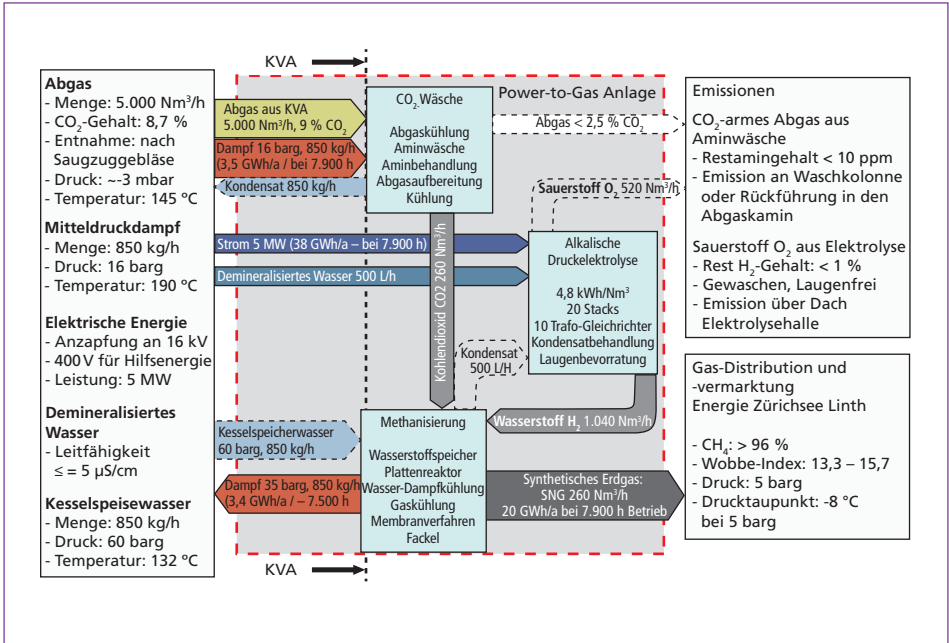 KVA
Abgas
- Menge: 5.000 Nm³/h
- CO₂-Gehalt: 8,7 %
- Entnahme: nach
Saugzuggebläse
- Druck: ~-3 mbar
- Temperatur: 145 °C
Mitteldruckdampf
- Menge: 850 kg/h
- Druck: 16 barg
- Temperatur: 190 °C
Elektrische Energie
- Anzapfung an 16 kV
- 400 V für Hilfsenergie
- Leistung: 5 MW
Demineralisiertes
Wasser
- Leitfähigkeit
≤ = 5 µS/cm
Kesselspeisewasser
- Menge: 850 kg/h
- Druck: 60 barg
- Temperatur: 132 °C
Abgas aus KVA
5.000 Nm³/h, 9 % CO₂
Dampf 16 barg, 850 kg/h
(3,5 GWh/a / bei 7.900 h
Kondensat 850 kg/h
Strom 5 MW (38 GWh/a – bei 7.900 h)
Demineralisiertes Wasser 500 L/h
Kesselspeicherwasser
60 barg, 850 kg/h
Dampf 35 barg, 850 kg/h
(3,4 GWh/a / – 7.500 h
CO₂-Wäsche
Abgaskühlung
Aminwäsche
Aminbehandlung
Abgasaufbereitung
Kühlung
Power-to-Gas Anlage
Abgas < 2,5 % CO₂
Sauerstoff O₂ 520 Nm³/h
Kohlendioxid CO2 260 Nm³/h
Alkalische
Druckelektrolyse
4,8 kWh/Nm³
20 Stacks
10 Trafo-Gleichrichter
Kondensatbehandlung
Laugenbevorratung
Kondensat
500 L/H
Wasserstoff H₂ 1.040 Nm³/h
Methanisierung
Wasserstoffspeicher
Plattenreaktor
Wasser-Dampfkühlung
Gaskühlung
Membranverfahren
Fackel
Synthetisches Erdgas:
SNG 260 Nm³/h
20 GWh/a bei 7.900 h Betrieb
Emissionen
CO₂-armes Abgas aus
Aminwäsche
- Restamingehalt < 10 ppm
- Emission an Waschkolonne
oder Rückführung in den
Abgaskamin
Sauerstoff O₂ aus Elektrolyse
- Rest H₂-Gehalt: < 1 %
- Gewaschen, Laugenfrei
- Emission über Dach
Elektrolysehalle
Gas-Distribution und
-vermarktung
Energie Zürichsee Linth
- CH₄: > 96 %
- Wobbe-Index: 13,3 – 15,7
- Druck: 5 barg
- Drucktaupunkt: -8 °C
bei 5 barg
KVA